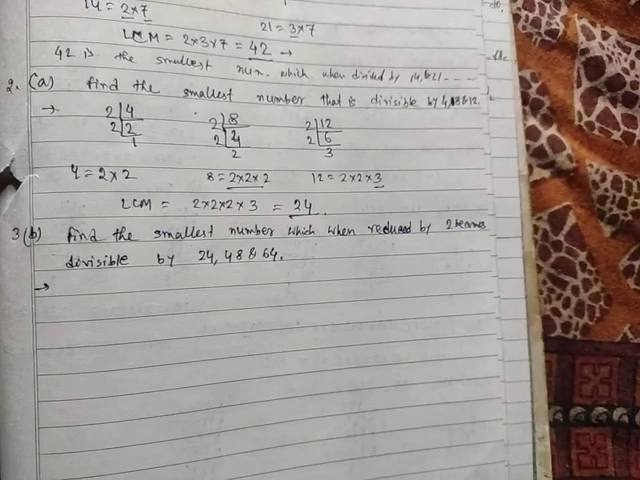 14 = 2×7
21 = 3×7
LCM = 2×3×7 = 42 →
42 is the smallest num. which when divided by 14, &21 - - - -
2. (a) find the smallest number that is divisible by 4, 8 & 12.
→ 2 | 4
2 | 2
1
2 | 8
2 | 4
2
2 | 12
2 | 6
3
4 = 2×2 8 = 2×2×2 12 = 2×2×3
LCM = 2×2×2×3 = 24.
3 (b) find the smallest number which when reduced by 2
divisible by 24, 48 & 64.
→